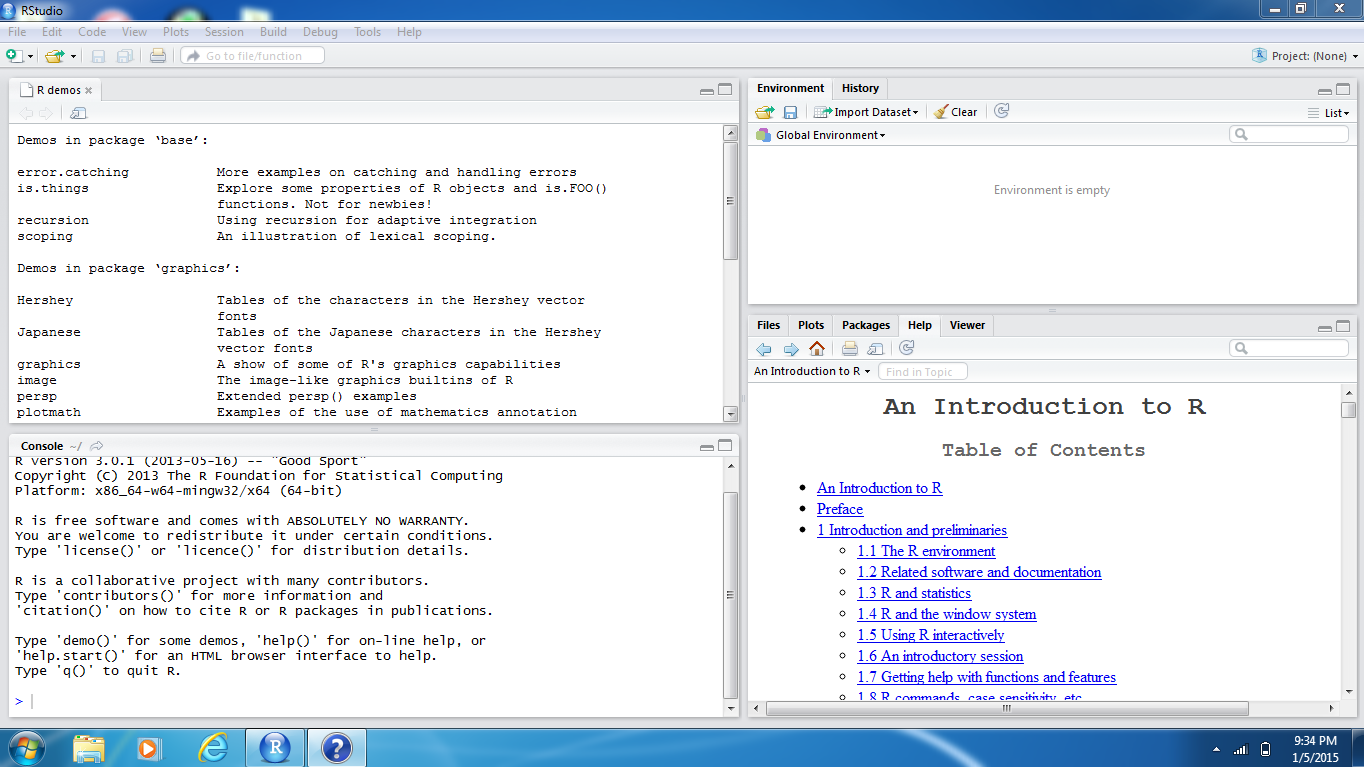 RStudio
File Edit Code View Plots Session Build Debug Tools Help
Go to file/function
Project: (None)
R demos
Demos in package ‘base’:
error.catching More examples on catching and handling errors
is.things Explore some properties of R objects and is.FOO()
functions. Not for newbies!
recursion Using recursion for adaptive integration
scoping An illustration of lexical scoping.
Demos in package ‘graphics’:
Hershey Tables of the characters in the Hershey vector
fonts
Japanese Tables of the Japanese characters in the Hershey
vector fonts
graphics A show of some of R's graphics capabilities
image The image-like graphics builtins of R
persp Extended persp() examples
plotmath Examples of the use of mathematics annotation
Console ~/
R version 3.0.1 (2013-05-16) -- "Good Sport"
Copyright (C) 2013 The R Foundation for Statistical Computing
Platform: x86_64-w64-mingw32/x64 (64-bit)
R is free software and comes with ABSOLUTELY NO WARRANTY.
You are welcome to redistribute it under certain conditions.
Type 'license()' or 'licence()' for distribution details.
R is a collaborative project with many contributors.
Type 'contributors()' for more information and
'citation()' on how to cite R or R packages in publications.
Type 'demo()' for some demos, 'help()' for on-line help, or
'help.start()' for an HTML browser interface to help.
Type 'q()' to quit R.
>
Environment History
Import Dataset Clear List
Global Environment
Environment is empty
Files Plots Packages Help Viewer
An Introduction to R Find in Topic
An Introduction to R
Table of Contents
An Introduction to R
Preface
1 Introduction and preliminaries
1.1 The R environment
1.2 Related software and documentation
1.3 R and statistics
1.4 R and the window system
1.5 Using R interactively
1.6 An introductory session
1.7 Getting help with functions and features
1.8 R commands, case sensitivity, etc
9:34 PM
1/5/2015